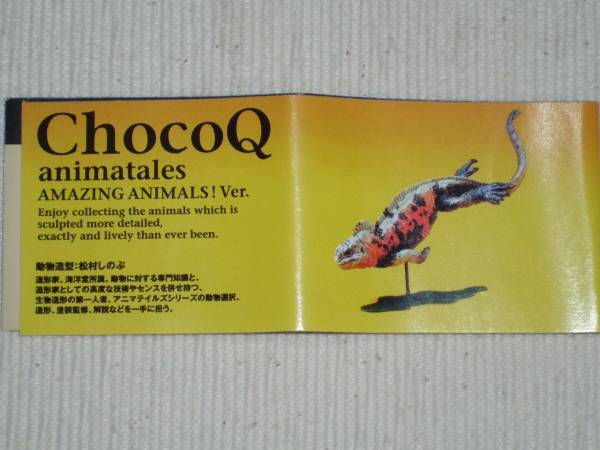 ChocoQ
animatales
AMAZING ANIMALS! Ver.
Enjoy collecting the animals which is
sculpted more detailed,
exactly and lively than ever been.
動物造型:松村しのぶ
造形家。海洋堂所属。動物に対する専門知識と、
造形家としての高度な技術やセンスを併せ持つ、
生物造形の第一人者。アニマテイルズシリーズの動物選択、
造形、塗装監修、解説などを一手に担う。